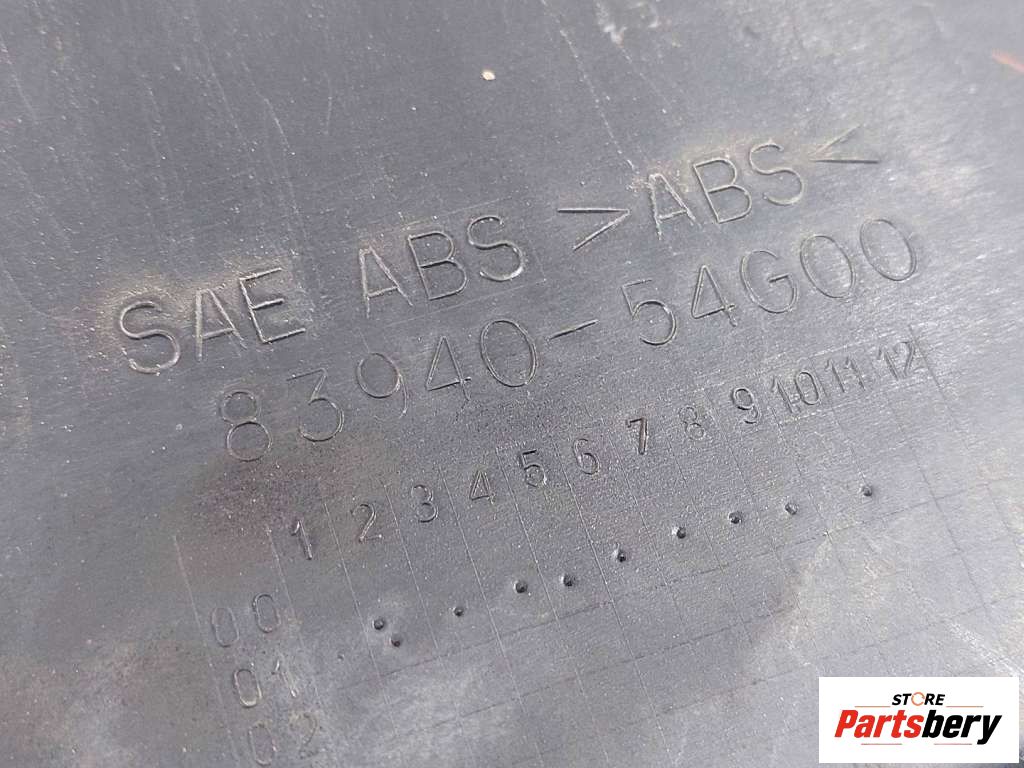 SAE ABS >ABS<
83940-54G00
1 2 3 4 5 6 7 8 9 10 11 12
00
01
02
STORE
Partsbery